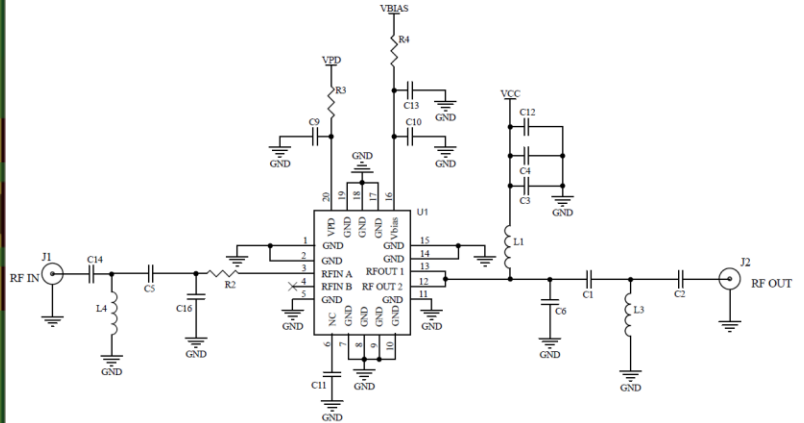 VBIAS
R4
VPD
R3
C13
GND
VCC
C9
C10
C12
GND
GND
GND
C4
C3
GND
20
19
18
17
16
U1
VPD
GND
GND
GND
Vbias
1
GND
GND
15
L1
2
GND
GND
14
J1
C14
3
RFIN A
RFOUT 1
13
J2
RF IN
C5
R2
4
RFIN B
RF OUT 2
12
C1
C2
RF OUT
5
GND
GND
11
L4
C16
GND
NC
GND
GND
GND
GND
GND
C6
L3
6
7
8
9
10
GND
GND
GND
C11
GND
GND
GND